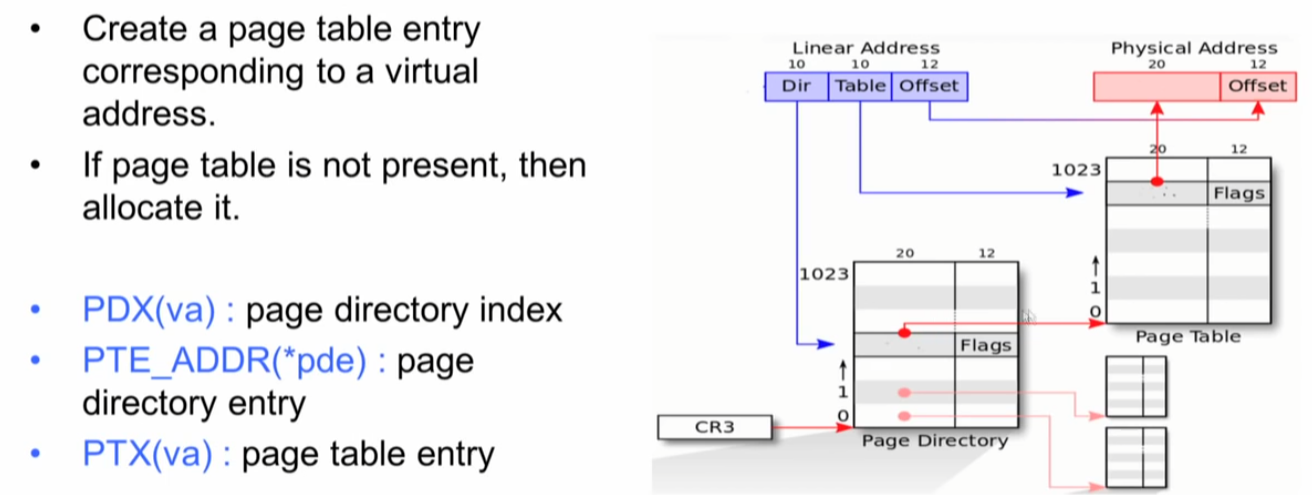 • Create a page table entry
corresponding to a virtual
address.
• If page table is not present, then
allocate it.
• PDX(va) : page directory index
• PTE_ADDR(*pde) : page
directory entry
• PTX(va) : page table entry
Linear Address
10 10 12
Dir Table Offset
Physical Address
20 12
Offset
20 12
1023
Flags
1
0
Page Table
20 12
1023
Flags
1
0
Page Directory
CR3